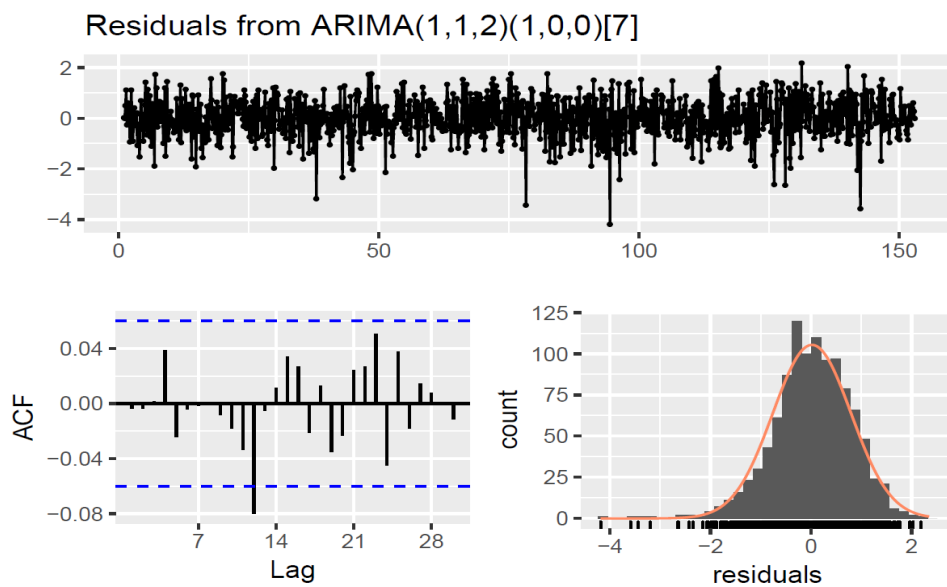 Residuals from ARIMA(1,1,2)(1,0,0)[7]
2
0
−2
−4
0 50 100 150
ACF
0.04
0.00
−0.04
−0.08
7 14 21 28
Lag
count
125
100
75
50
25
0
−4 −2 0 2
residuals